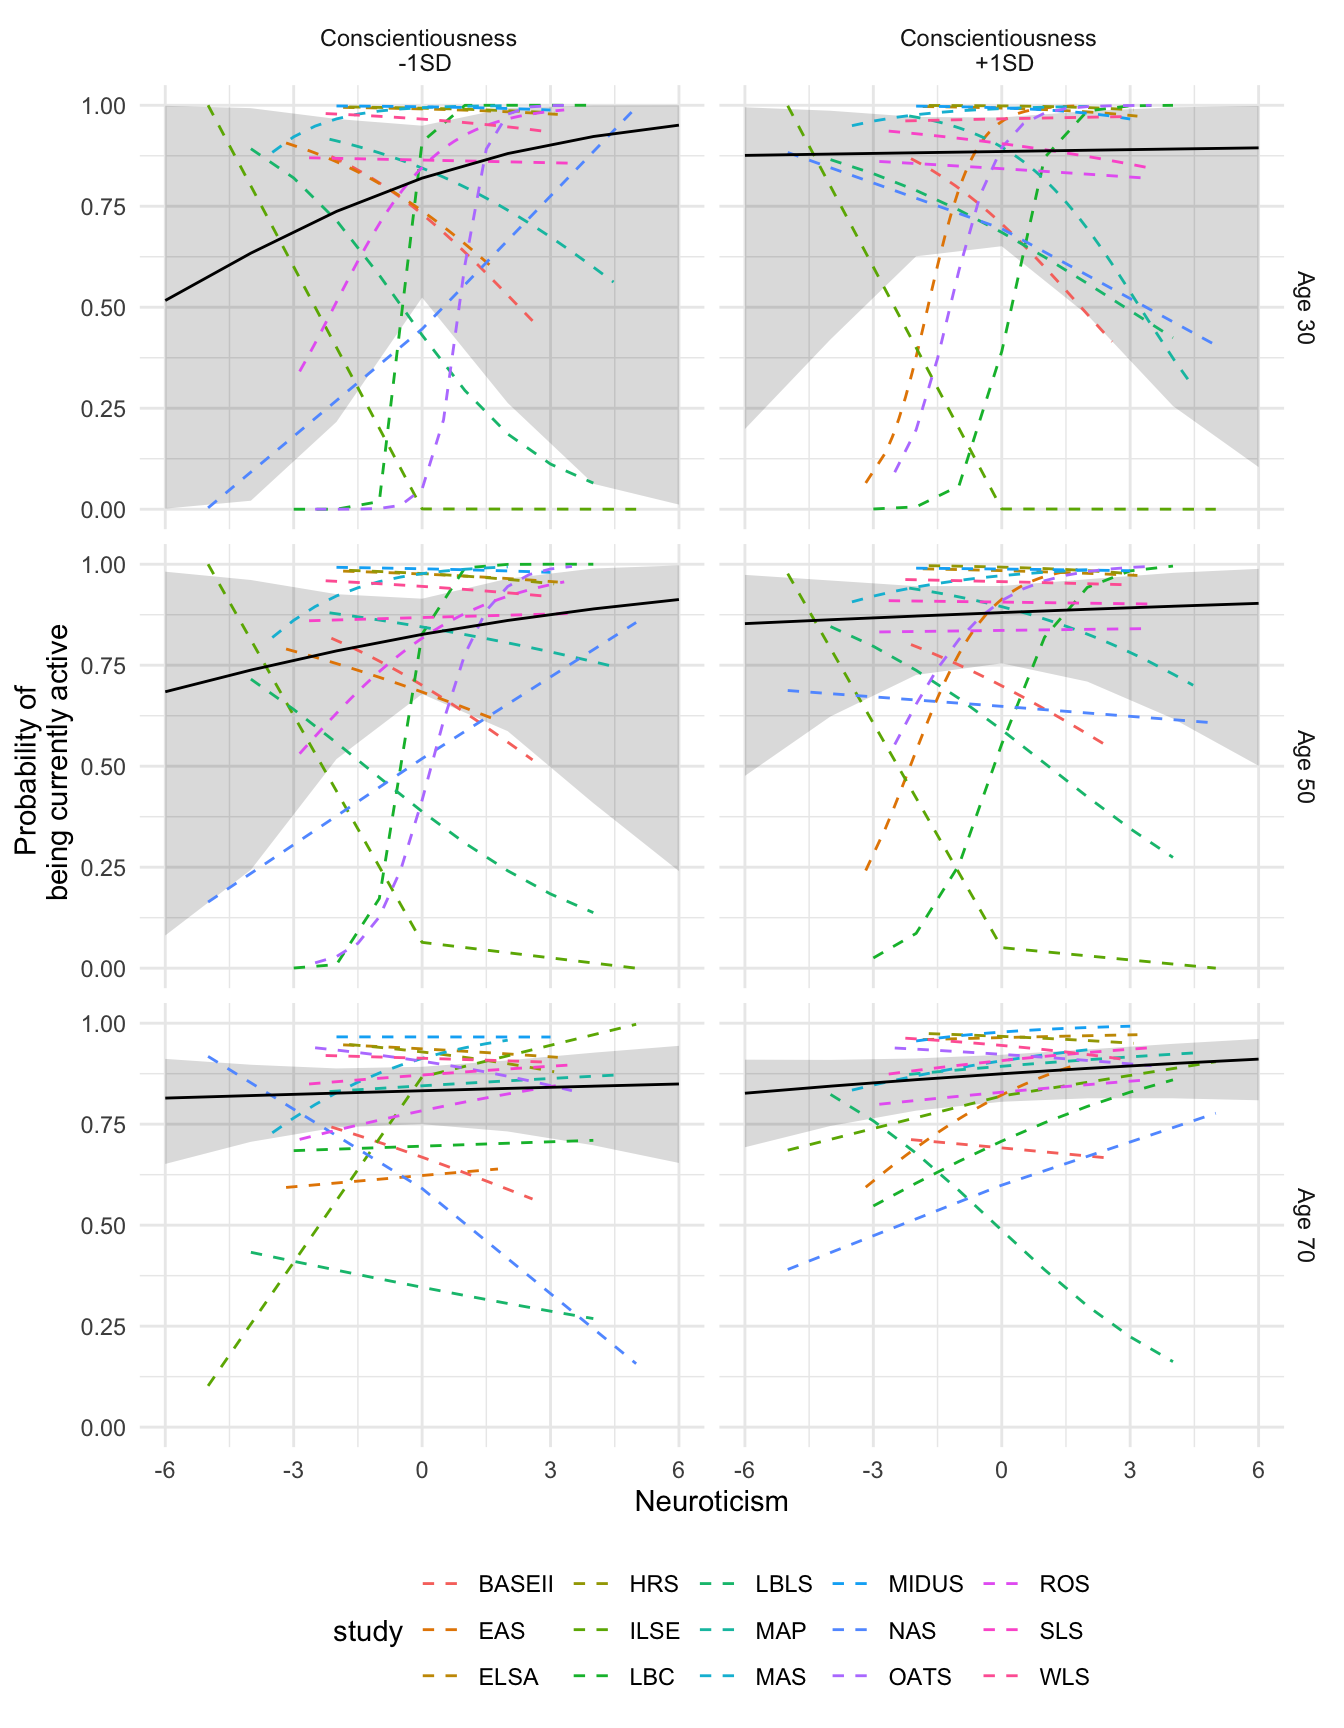 Conscientiousness
-1SD
Conscientiousness
+1SD
1.00
0.75
0.50
0.25
0.00
Age 30
1.00
0.75
0.50
0.25
0.00
Age 50
Probability of
being currently active
1.00
0.75
0.50
0.25
0.00
Age 70
-6 -3 0 3 6 -6 -3 0 3 6
Neuroticism
study
BASEII HRS LBLS MIDUS ROS
EAS ILSE MAP NAS SLS
ELSA LBC MAS OATS WLS